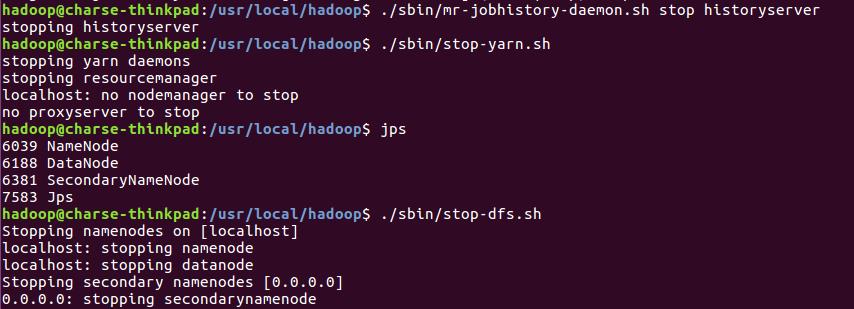 hadoop@charse-thinkpad:/usr/local/hadoop$ ./sbin/mr-jobhistory-daemon.sh stop historyserver
stopping historyserver
hadoop@charse-thinkpad:/usr/local/hadoop$ ./sbin/stop-yarn.sh
stopping yarn daemons
stopping resourcemanager
localhost: no nodemanager to stop
no proxyserver to stop
hadoop@charse-thinkpad:/usr/local/hadoop$ jps
6039 NameNode
6188 DataNode
6381 SecondaryNameNode
7583 Jps
hadoop@charse-thinkpad:/usr/local/hadoop$ ./sbin/stop-dfs.sh
Stopping namenodes on [localhost]
localhost: stopping namenode
localhost: stopping datanode
Stopping secondary namenodes [0.0.0.0]
0.0.0.0: stopping secondarynamenode